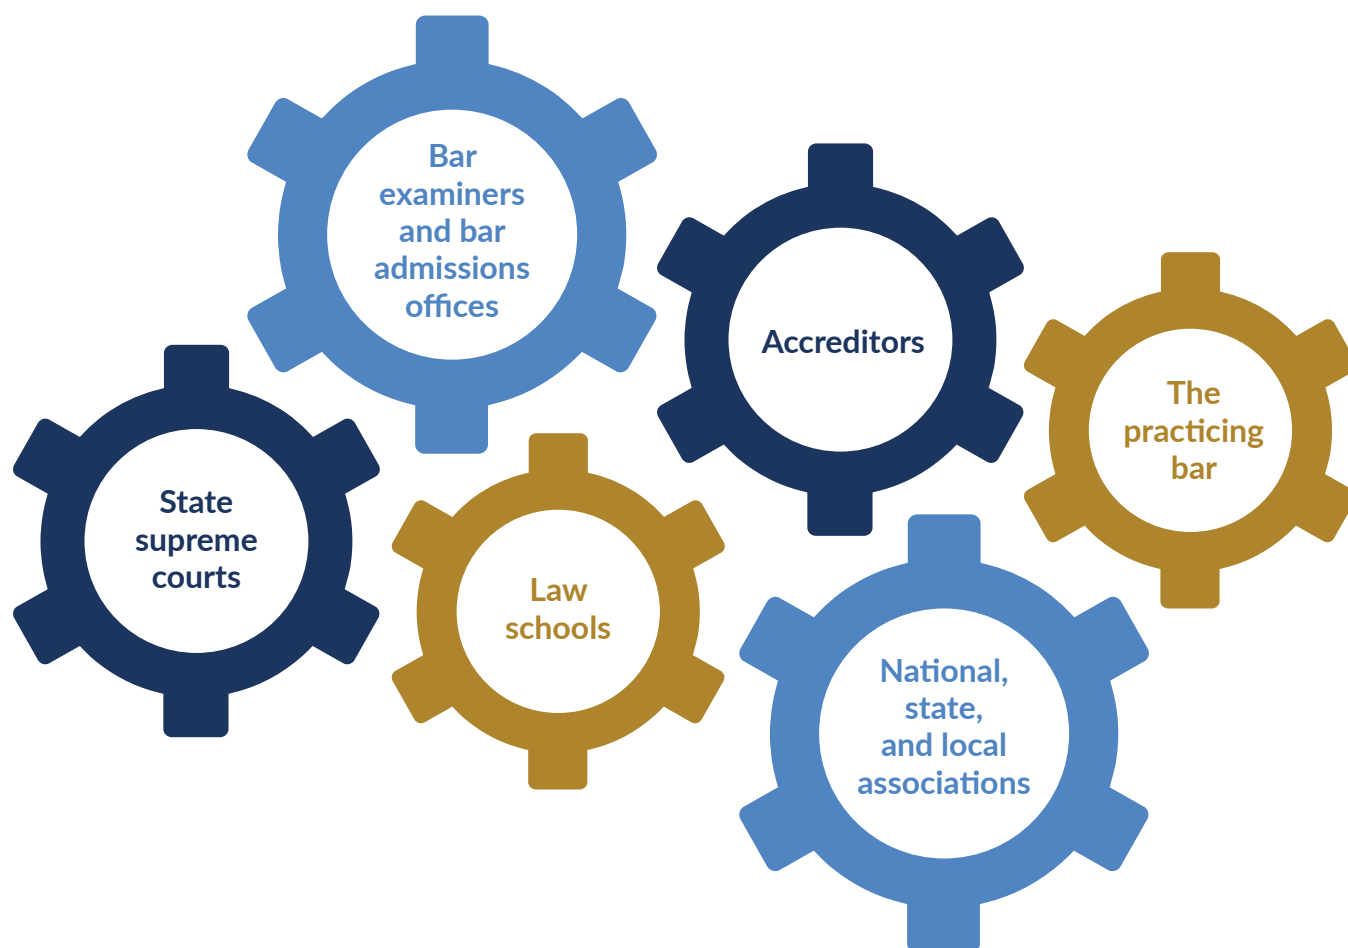 Bar
examiners
and bar
admissions
offices
Accreditors
The
practicing
bar
State
supreme
courts
Law
schools
National,
state,
and local
associations